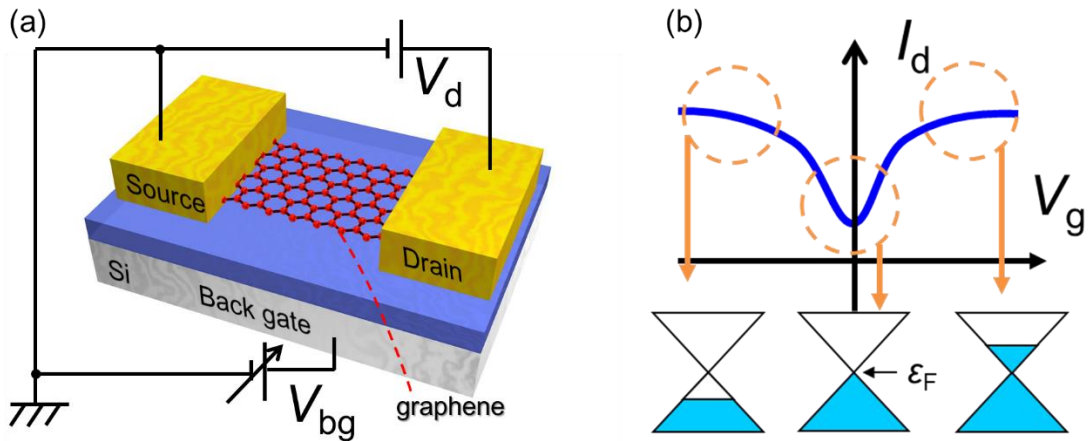 (a)
V_d
Source
Drain
Si
Back gate
V_bg
graphene
(b)
I_d
V_g
ε_F